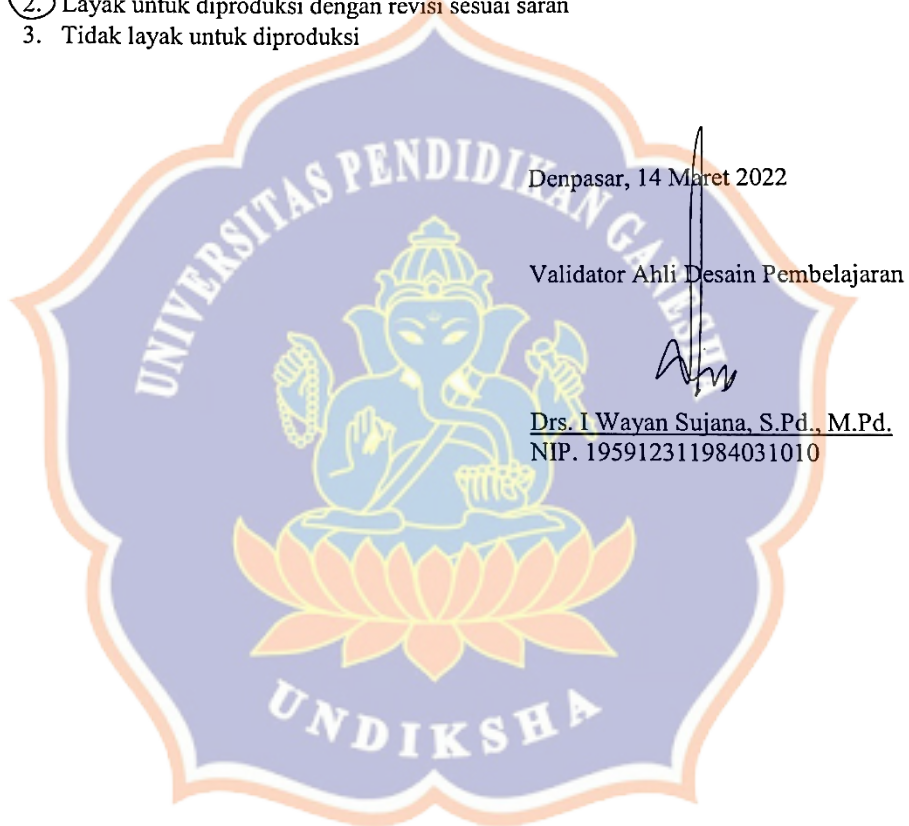 2. Layak untuk diproduksi dengan revisi sesuai saran
3. Tidak layak untuk diproduksi
UNIVERSITAS PENDIDIKAN GANESHA
Denpasar, 14 Maret 2022
Validator Ahli Desain Pembelajaran
Drs. I Wayan Sujana, S.Pd., M.Pd.
NIP. 195912311984031010
UNDIKSHA